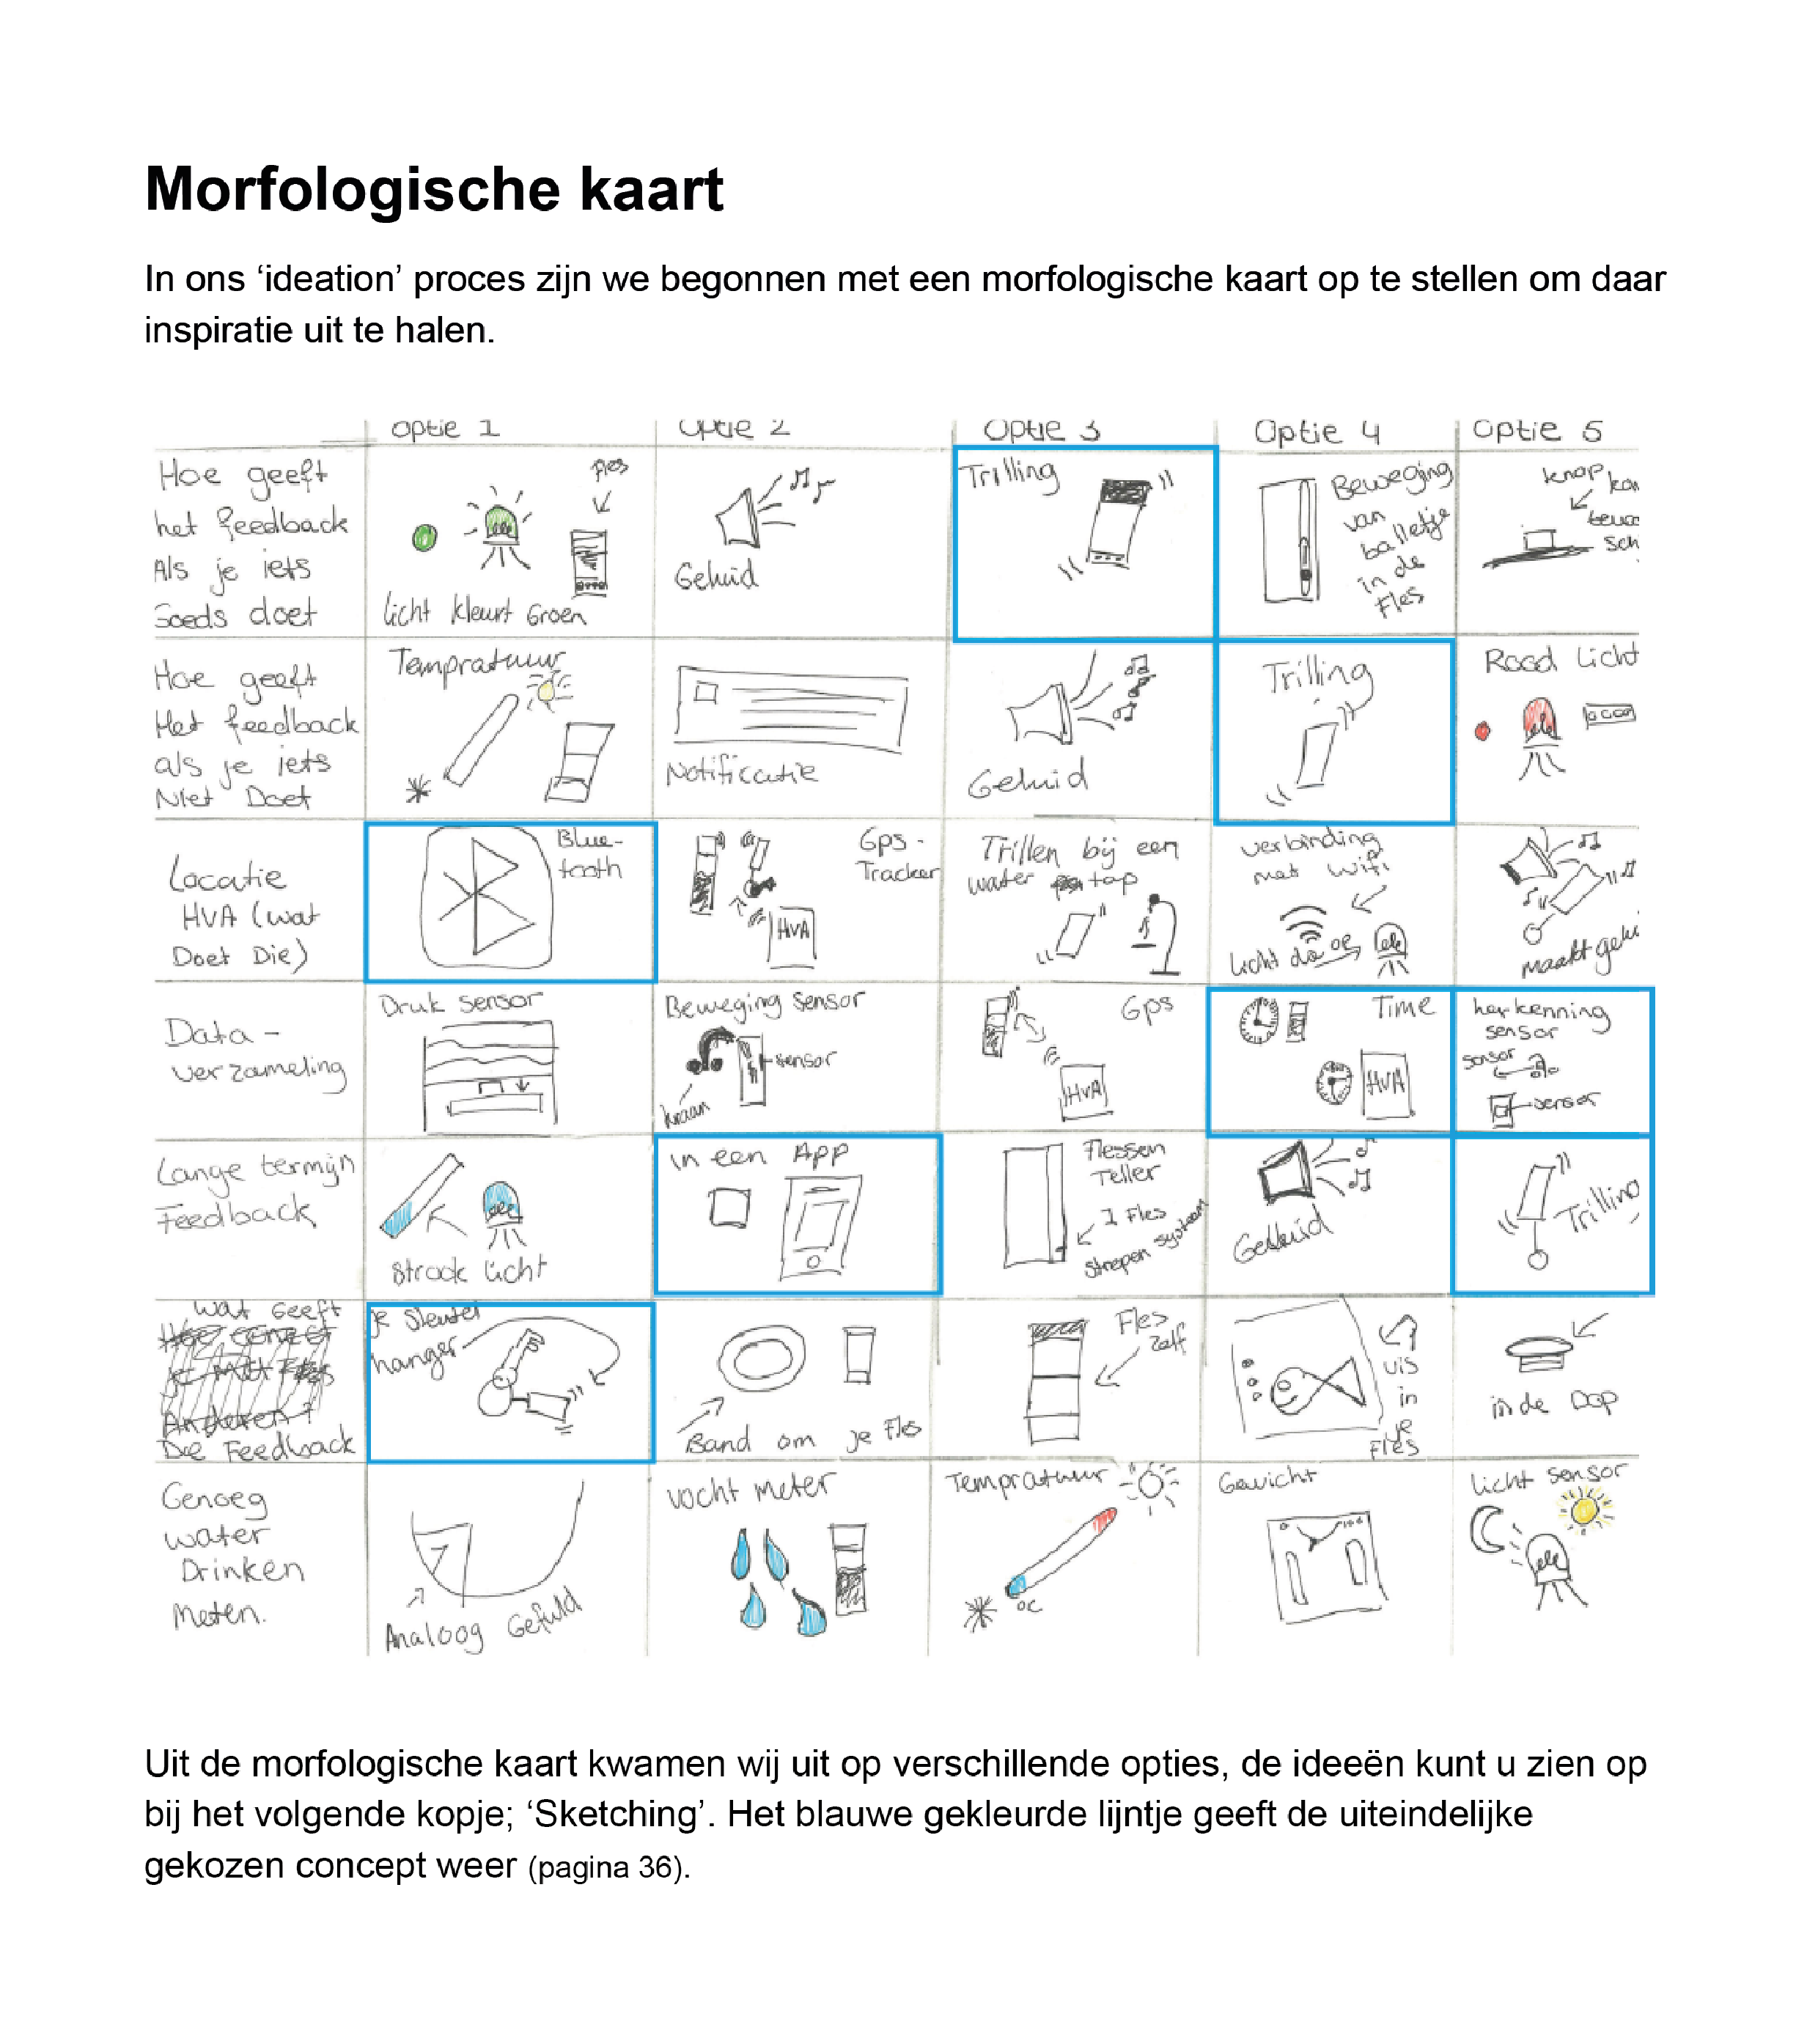 Morfologische kaart
In ons ‘ideation’ proces zijn we begonnen met een morfologische kaart op te stellen om daar
inspiratie uit te halen.
optie 1
optie 2
optie 3
optie 4
optie 5
Hoe geeft
het feedback
Als je iets
Goeds doet
fles
licht kleurt Groen
Geluid
Trilling
Beweging
van
balletje
in de
Fles
knop
Hoe geeft
Het feedback
als je iets
Niet Doet
Tempratuur
Notificatie
Geluid
Trilling
Rood licht
Locatie
HVA (wat
Doet Die)
Blue-
tooth
Gps-
Tracker
HVA
Trillen bij een
water tap
verbinding
met wifi
licht
maakt
Data-
verzameling
Druk sensor
Beweging sensor
sensor
kraan
Gps
HVA
Time
HVA
herkenning
sensor
sensor
sensor
Lange termijn
Feedback
Strook licht
in een App
Flessen
Teller
1 Fles
strepen systeem
Geluid
Trilling
wat Geeft
Die Feedback
je sleutel
hanger
Band om je Fles
Fles
zelf
vis
in
je
Fles
in de Dop
Genoeg
water
Drinken
meten.
Analoog Gefuld
vocht meter
Tempratuur
0c
Gewicht
licht sensor
Uit de morfologische kaart kwamen wij uit op verschillende opties, de ideeën kunt u zien op
bij het volgende kopje; ‘Sketching’. Het blauwe gekleurde lijntje geeft de uiteindelijke
gekozen concept weer (pagina 36).